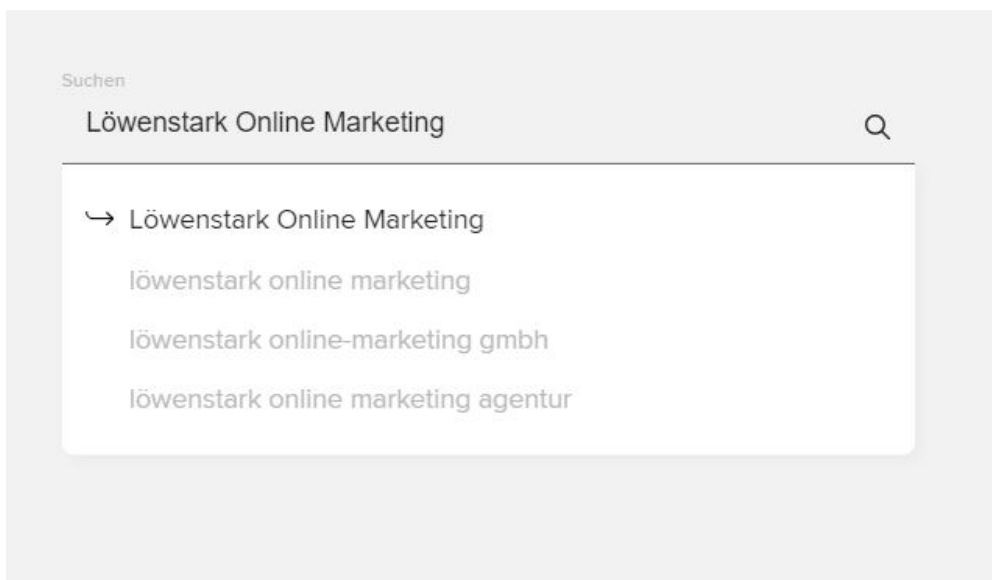 Suchen
Löwenstark Online Marketing
Löwenstark Online Marketing
löwenstark online marketing
löwenstark online-marketing gmbh
löwenstark online marketing agentur